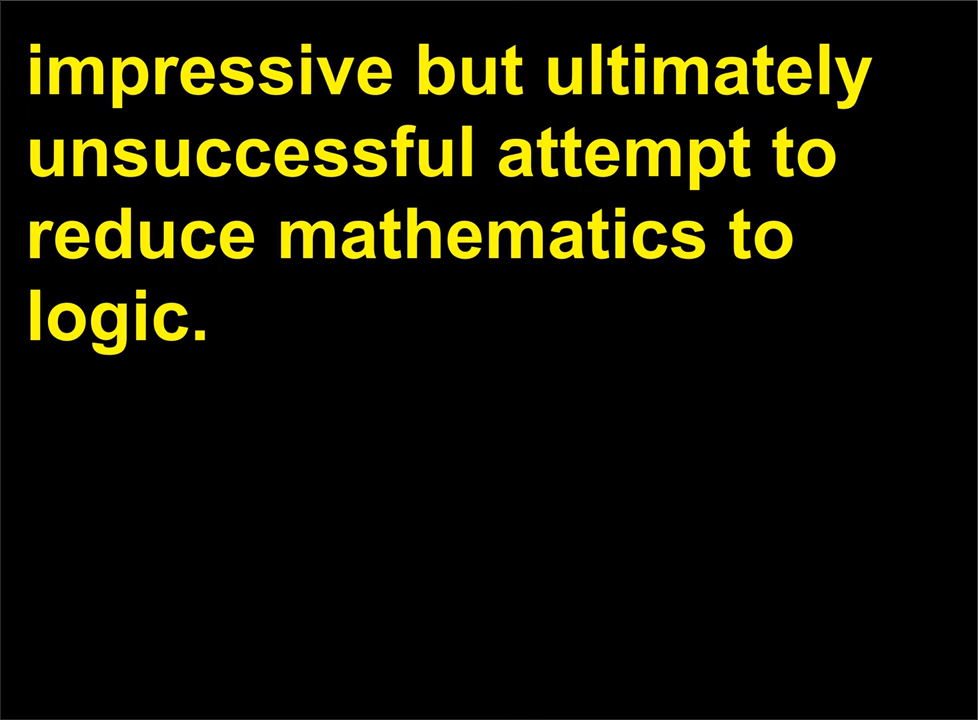 impressive but ultimately
unsuccessful attempt to
reduce mathematics to
logic.